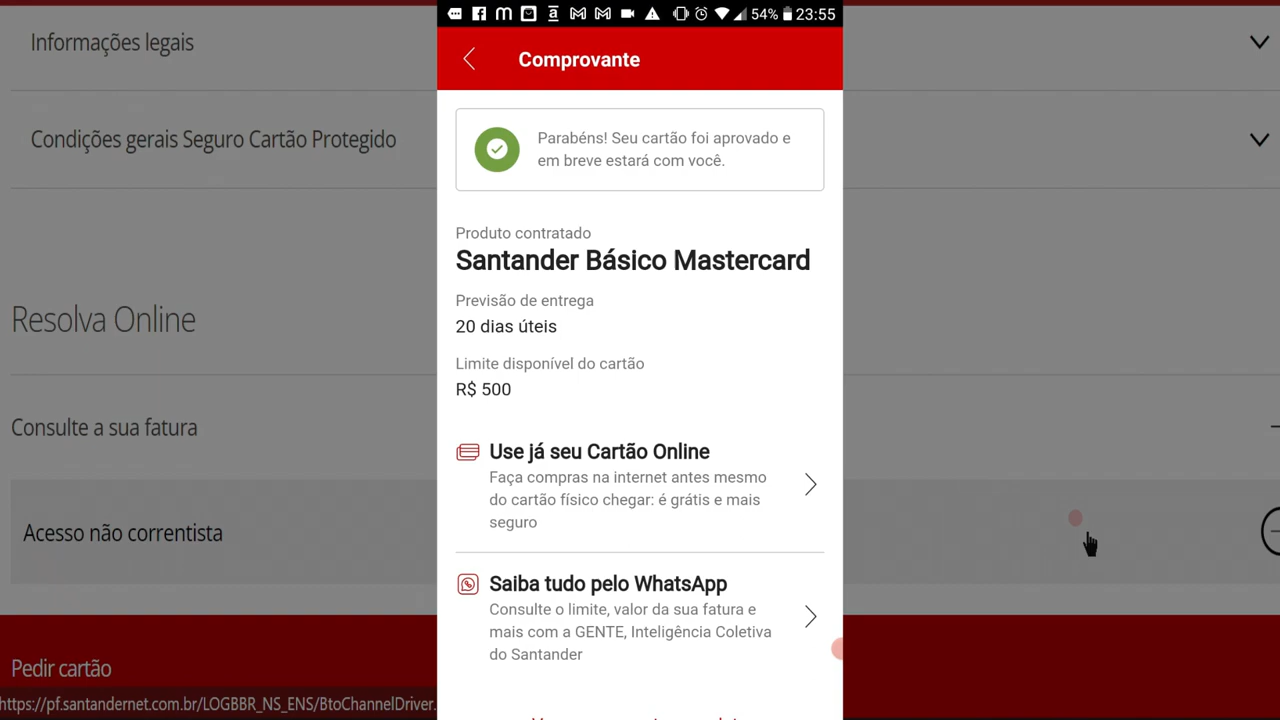 Informações legais
Condições gerais Seguro Cartão Protegido
Resolva Online
Consulte a sua fatura
Acesso não correntista
Pedir cartão
https://pf.santandernet.com.br/LOGBBR_NS_ENS/BtoChannelDriver.
54% 23:55
Comprovante
Parabéns! Seu cartão foi aprovado e
em breve estará com você.
Produto contratado
Santander Básico Mastercard
Previsão de entrega
20 dias úteis
Limite disponível do cartão
R$ 500
Use já seu Cartão Online
Faça compras na internet antes mesmo
do cartão físico chegar: é grátis e mais
seguro
Saiba tudo pelo WhatsApp
Consulte o limite, valor da sua fatura e
mais com a GENTE, Inteligência Coletiva
do Santander